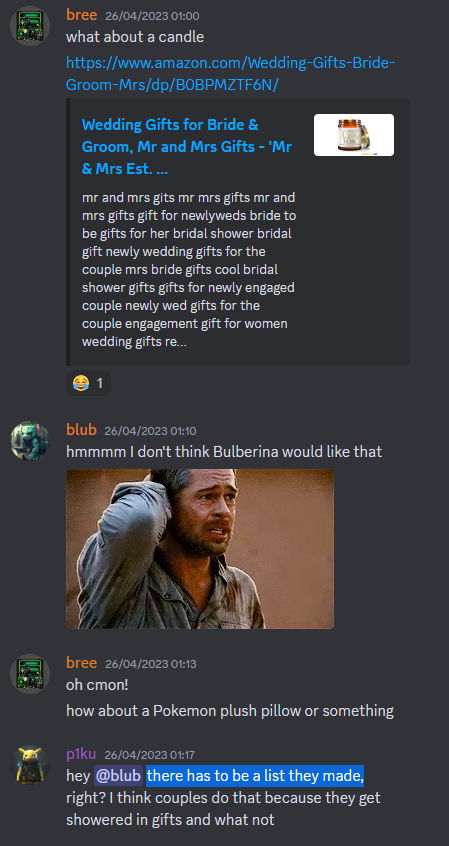 bree 26/04/2023 01:00
what about a candle
https://www.amazon.com/Wedding-Gifts-Bride-
Groom-Mrs/dp/B0BPMZTF6N/
Wedding Gifts for Bride &
Groom, Mr and Mrs Gifts - 'Mr
& Mrs Est. ...
mr and mrs gits mr mrs gifts mr and
mrs gifts gift for newlyweds bride to
be gifts for her bridal shower bridal
gift newly wedding gifts for the
couple mrs bride gifts cool bridal
shower gifts gifts for newly engaged
couple newly wed gifts for the
couple engagement gift for women
wedding gifts re...
😂 1
blub 26/04/2023 01:10
hmmmm I don't think Bulberina would like that
bree 26/04/2023 01:13
oh cmon!
how about a Pokemon plush pillow or something
p1ku 26/04/2023 01:17
hey @blub there has to be a list they made,
right? I think couples do that because they get
showered in gifts and what not